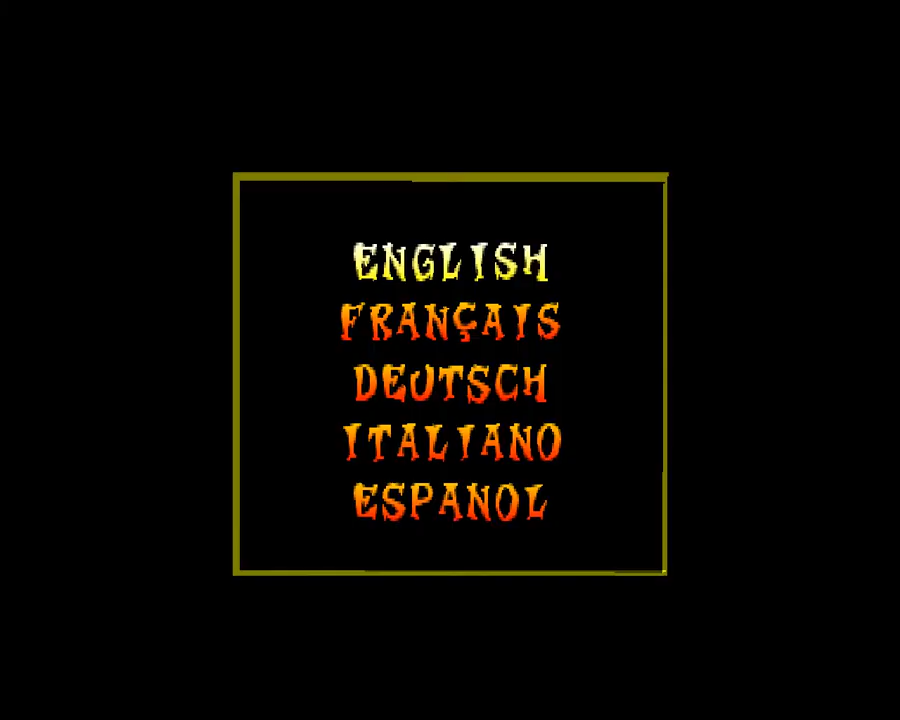 ENGLISH
FRANÇAIS
DEUTSCH
ITALIANO
ESPANOL